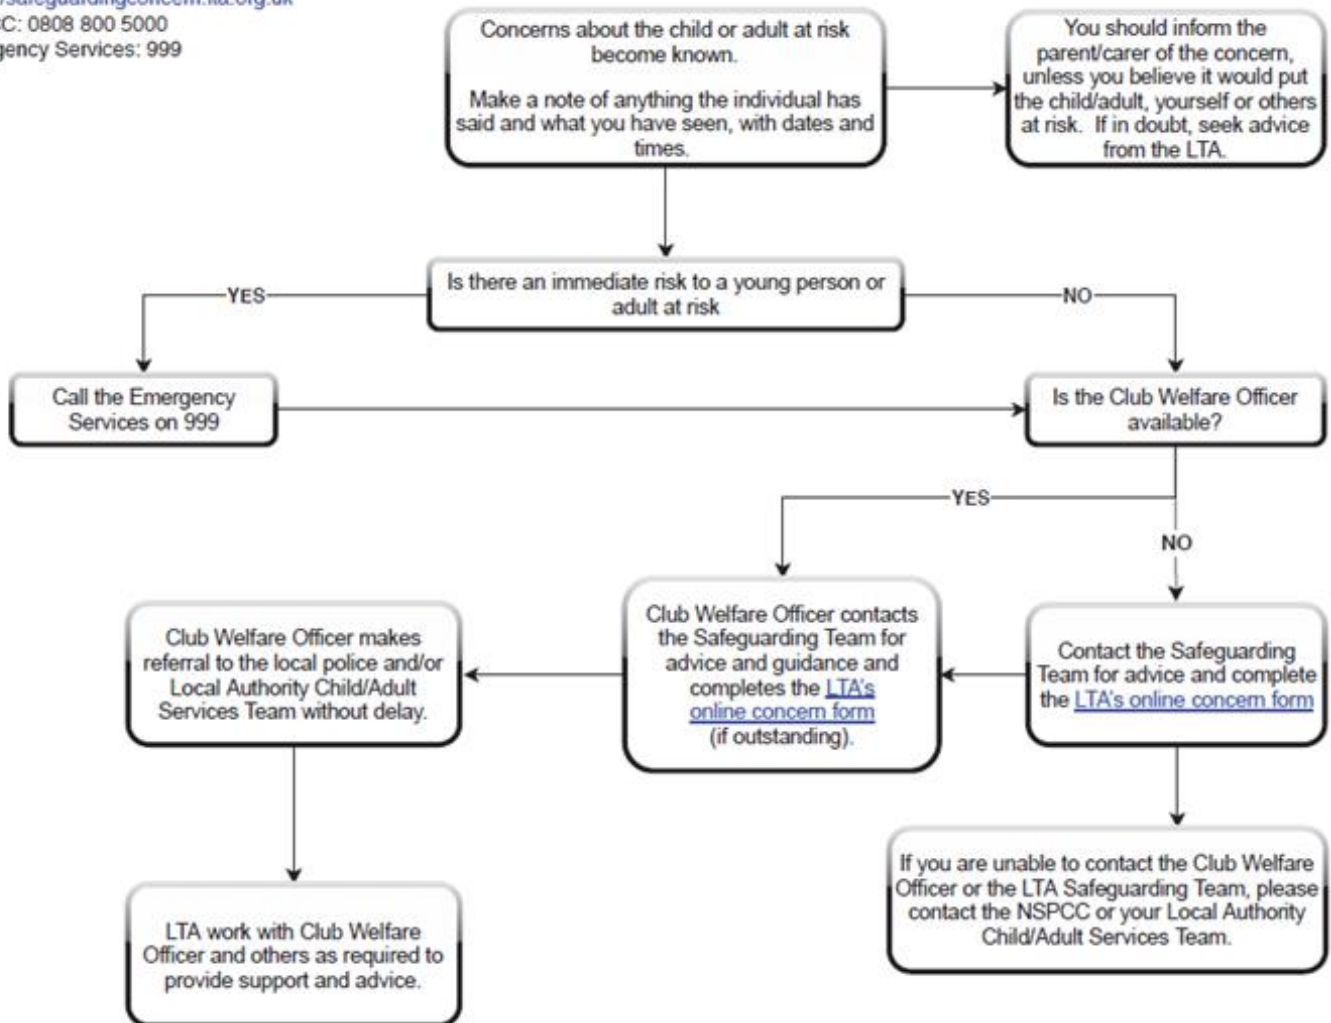 safeguardingconcern.lta.org.uk
C: 0808 800 5000
gency Services: 999
Concerns about the child or adult at risk
become known.
Make a note of anything the individual has
said and what you have seen, with dates and
times.
You should inform the
parent/carer of the concern,
unless you believe it would put
the child/adult, yourself or others
at risk. If in doubt, seek advice
from the LTA.
Is there an immediate risk to a young person or
adult at risk
YES
NO
Call the Emergency
Services on 999
Is the Club Welfare Officer
available?
YES
NO
Club Welfare Officer makes
referral to the local police and/or
Local Authority Child/Adult
Services Team without delay.
Club Welfare Officer contacts
the Safeguarding Team for
advice and guidance and
completes the LTA's
online concern form
(if outstanding).
Contact the Safeguarding
Team for advice and complete
the LTA's online concern form
If you are unable to contact the Club Welfare
Officer or the LTA Safeguarding Team, please
contact the NSPCC or your Local Authority
Child/Adult Services Team.
LTA work with Club Welfare
Officer and others as required to
provide support and advice.